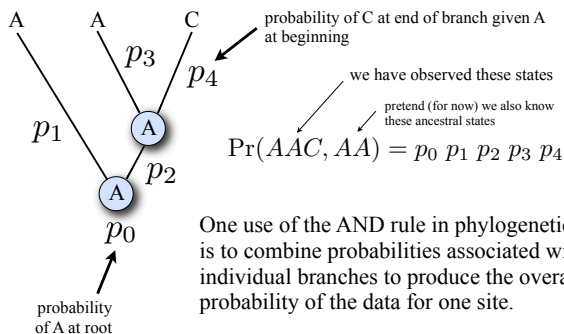 A
A
C
probability of C at end of branch given A
at beginning
p3
p4
we have observed these states
p1
A
pretend (for now) we also know
these ancestral states
p2
Pr(AAC, AA) = p0 p1 p2 p3 p4
A
p0
One use of the AND rule in phylogenetic
is to combine probabilities associated w
individual branches to produce the overa
probability of the data for one site.
probability
of A at root